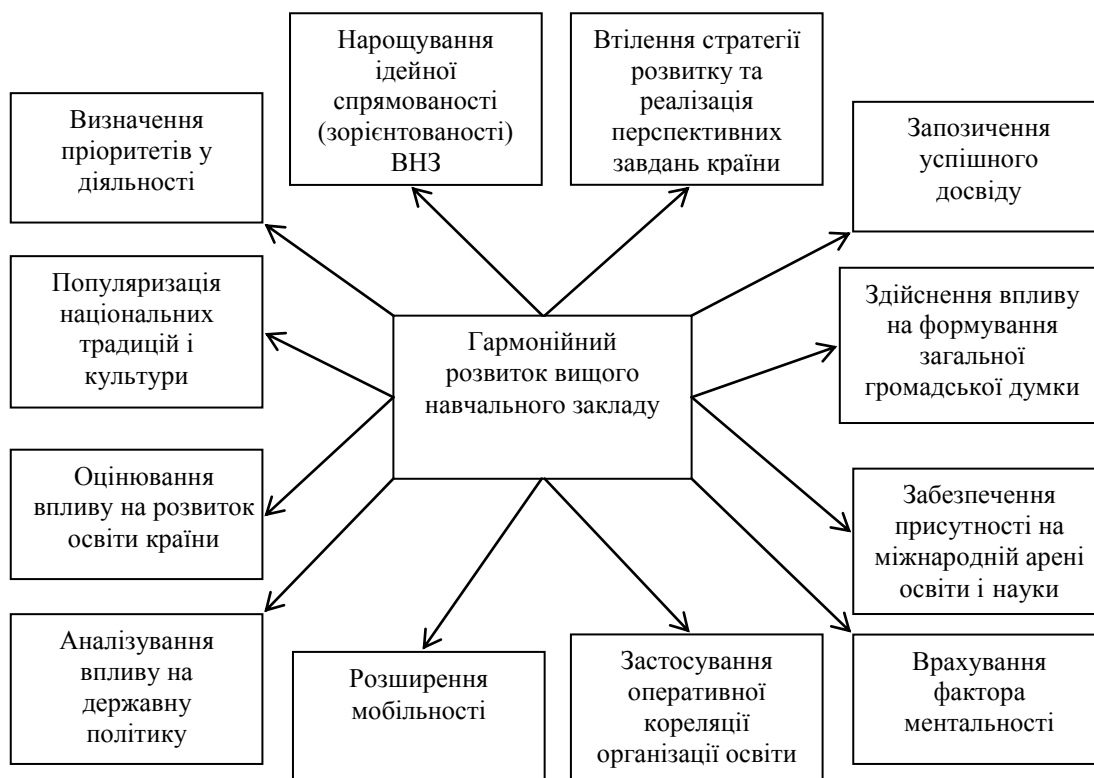 Нарощування
ідейної
спрямованості
(зорієнтованості)
ВНЗ
Втілення стратегії
розвитку та
реалізація
перспективних
завдань країни
Визначення
пріоритетів у
діяльності
Запозичення
успішного
досвіду
Популяризація
національних
традицій і
культури
Гармонійний
розвиток вищого
навчального закладу
Здійснення впливу
на формування
загальної
громадської думки
Оцінювання
впливу на розвиток
освіти країни
Забезпечення
присутності на
міжнародній арені
освіти і науки
Аналізування
впливу на
державну
політику
Розширення
мобільності
Застосування
оперативної
кореляції
організації освіти
Врахування
фактора
ментальності